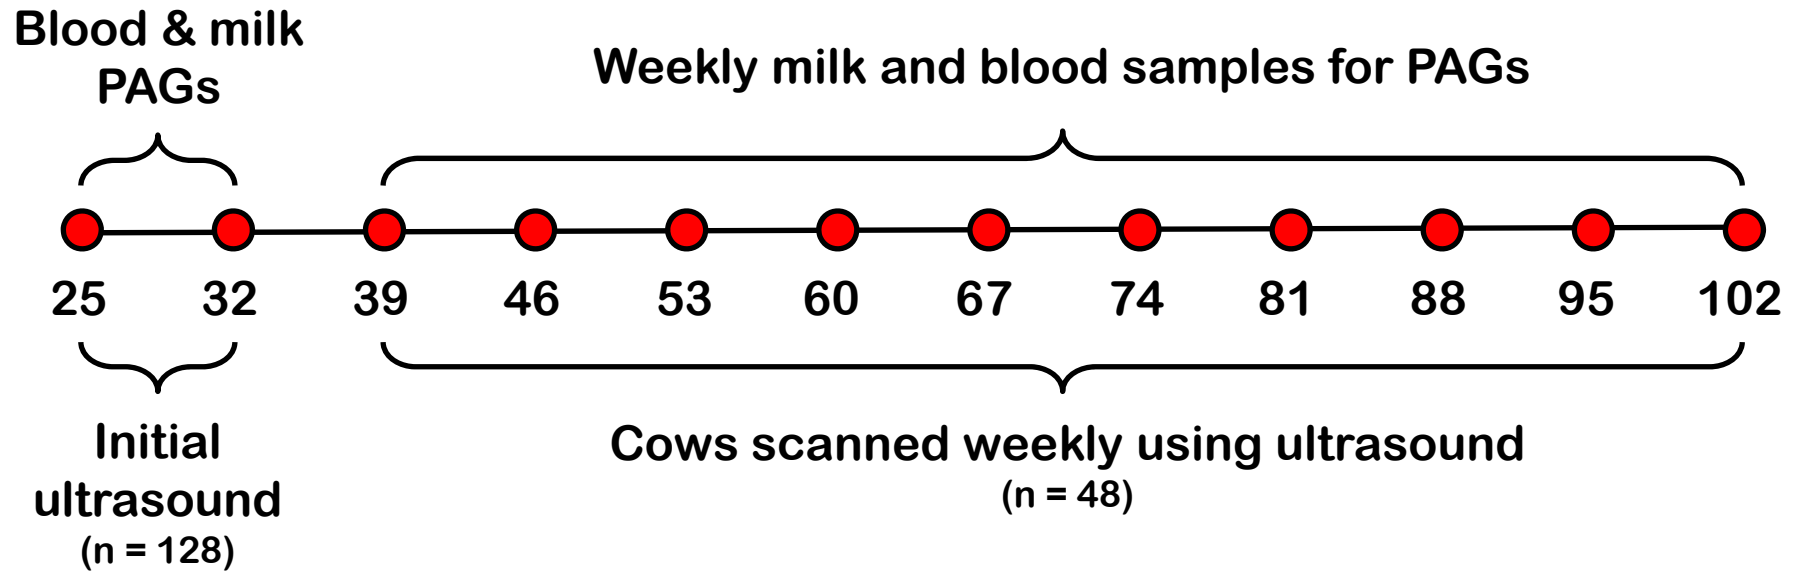 Blood & milk
PAGs
Weekly milk and blood samples for PAGs
25 32 39 46 53 60 67 74 81 88 95 102
Initial
ultrasound
(n = 128)
Cows scanned weekly using ultrasound
(n = 48)